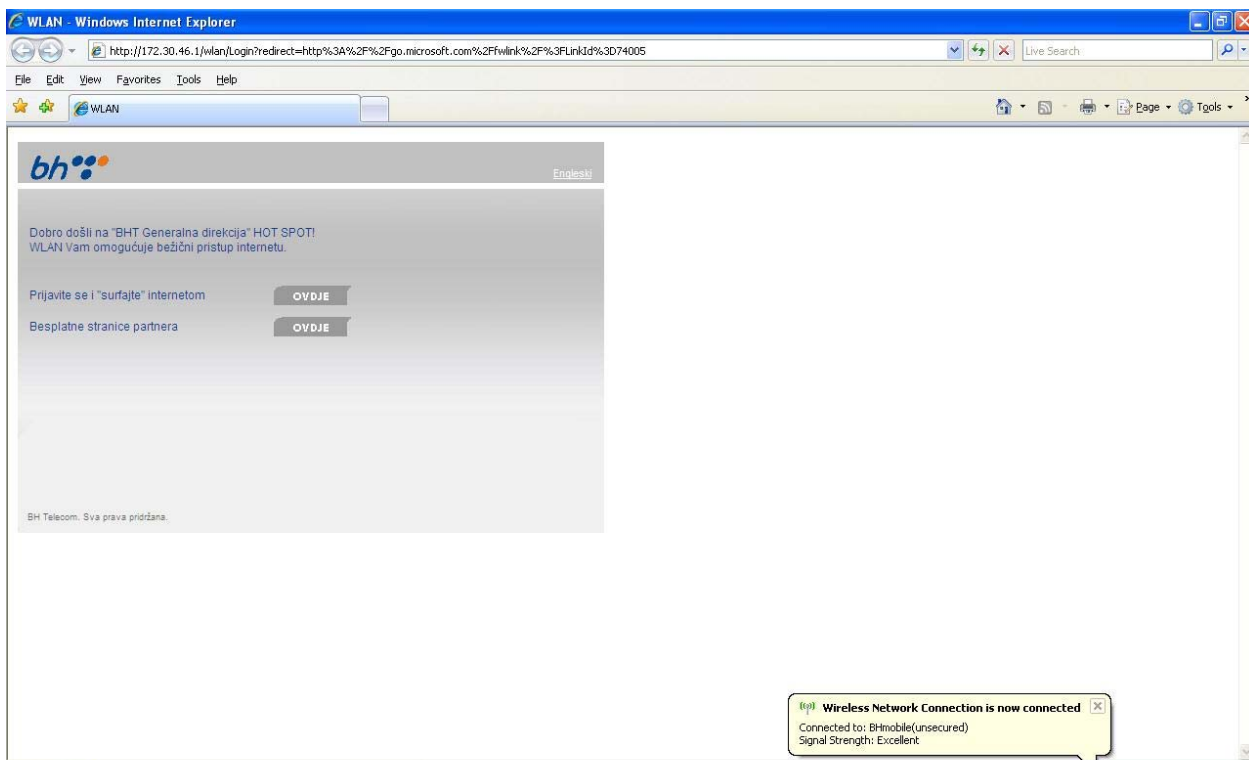 WLAN - Windows Internet Explorer
http://172.30.46.1/wlan/Login?redirect=http%3A%2F%2Fgo.microsoft.com%2Ffwlink%2F%3FLinkId%3D74005
Live Search
File Edit View Favorites Tools Help
WLAN
Page Tools
bh
Engleski
Dobro došli na "BHT Generalna direkcija" HOT SPOT!
WLAN Vam omogućuje bežični pristup internetu.
Prijavite se i "surfajte" internetom OVDJE
Besplatne stranice partnera OVDJE
BH Telecom. Sva prava pridržana.
Wireless Network Connection is now connected
Connected to: BHmobile(unsecured)
Signal Strength: Excellent